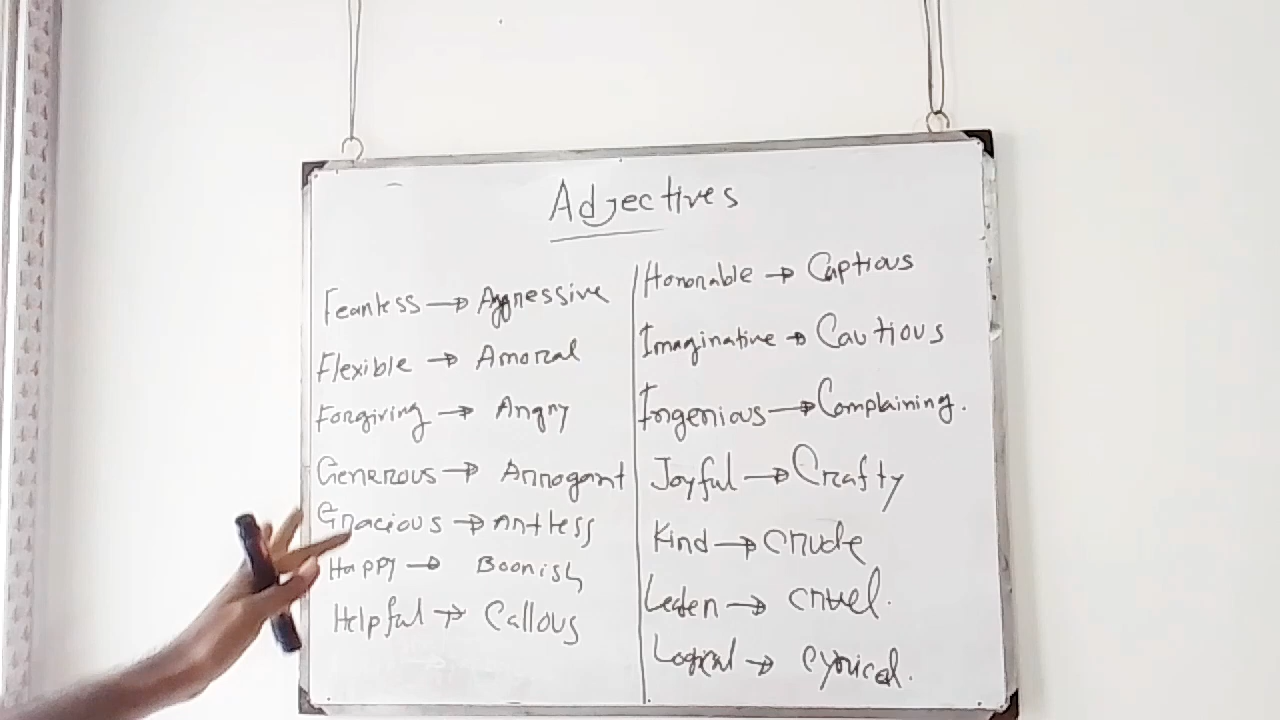 Adjectives
Fearless → Aggressive
Flexible → Amoral
Forgiving → Angry
Generous → Arrogant
Gracious → Artless
Happy → Boorish
Helpful → Callous
Honorable → Captious
Imaginative → Cautious
Ingenious → Complaining.
Joyful → Crafty
Kind → Crude
Leader → Cruel.
Logical → Cynical.